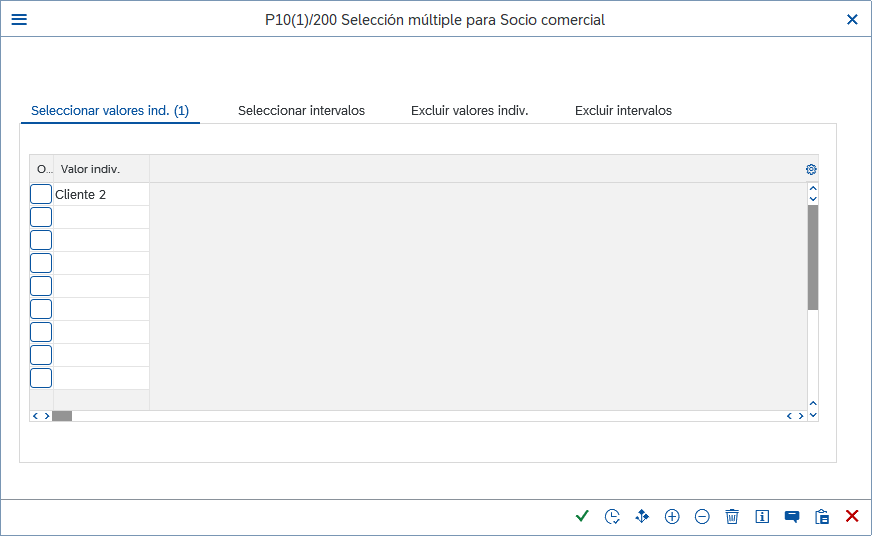 P10(1)/200 Selección múltiple para Socio comercial
Seleccionar valores ind. (1) Seleccionar intervalos Excluir valores indiv. Excluir intervalos
O... Valor indiv.
Cliente 2